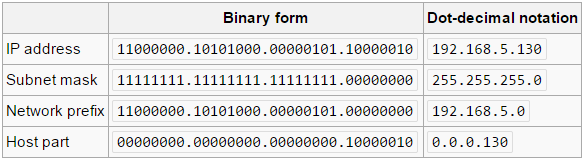 Binary form Dot-decimal notation
IP address 11000000.10101000.00000101.10000010 192.168.5.130
Subnet mask 11111111.11111111.11111111.00000000 255.255.255.0
Network prefix 11000000.10101000.00000101.00000000 192.168.5.0
Host part 00000000.00000000.00000000.10000010 0.0.0.130